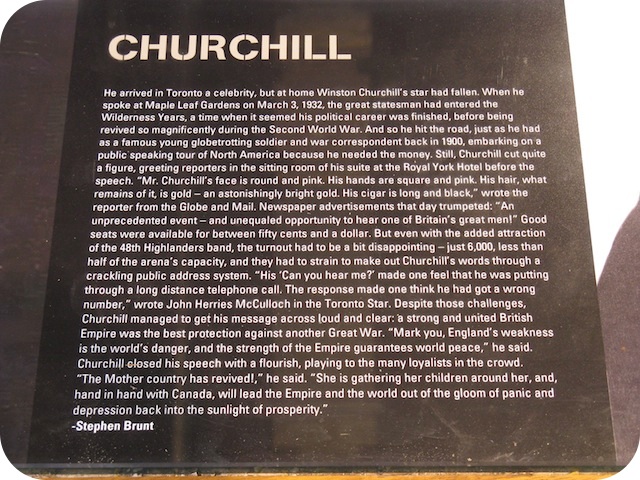 CHURCHILL
He arrived in Toronto a celebrity, but at home Winston Churchill's star had fallen. When he
spoke at Maple Leaf Gardens on March 3, 1932, the great statesman had entered the
Wilderness Years, a time when it seemed his political career was finished, before being
revived so magnificently during the Second World War. And so he hit the road, just as he had
as a famous young globetrotting soldier and war correspondent back in 1900, embarking on a
public speaking tour of North America because he needed the money. Still, Churchill cut quite
a figure, greeting reporters in the sitting room of his suite at the Royal York Hotel before the
speech. "Mr. Churchill's face is round and pink. His hands are square and pink. His hair, what
remains of it, is gold – an astonishingly bright gold. His cigar is long and black," wrote the
reporter from the Globe and Mail. Newspaper advertisements that day trumpeted: "An
unprecedented event – and unequaled opportunity to hear one of Britain's great men!" Good
seats were available for between fifty cents and a dollar. But even with the added attraction
of the 48th Highlanders band, the turnout had to be a bit disappointing – just 6,000, less than
half of the arena's capacity, and they had to strain to make out Churchill's words through a
crackling public address system. "His 'Can you hear me?' made one feel that he was putting
through a long distance telephone call. The response made one think he had got a wrong
number," wrote John Herries McCulloch in the Toronto Star. Despite those challenges,
Churchill managed to get his message across loud and clear: a strong and united British
Empire was the best protection against another Great War. "Mark you, England's weakness
is the world's danger, and the strength of the Empire guarantees world peace," he said.
Churchill closed his speech with a flourish, playing to the many loyalists in the crowd.
"The Mother country has revived!," he said. "She is gathering her children around her, and,
hand in hand with Canada, will lead the Empire and the world out of the gloom of panic and
depression back into the sunlight of prosperity."
-Stephen Brunt